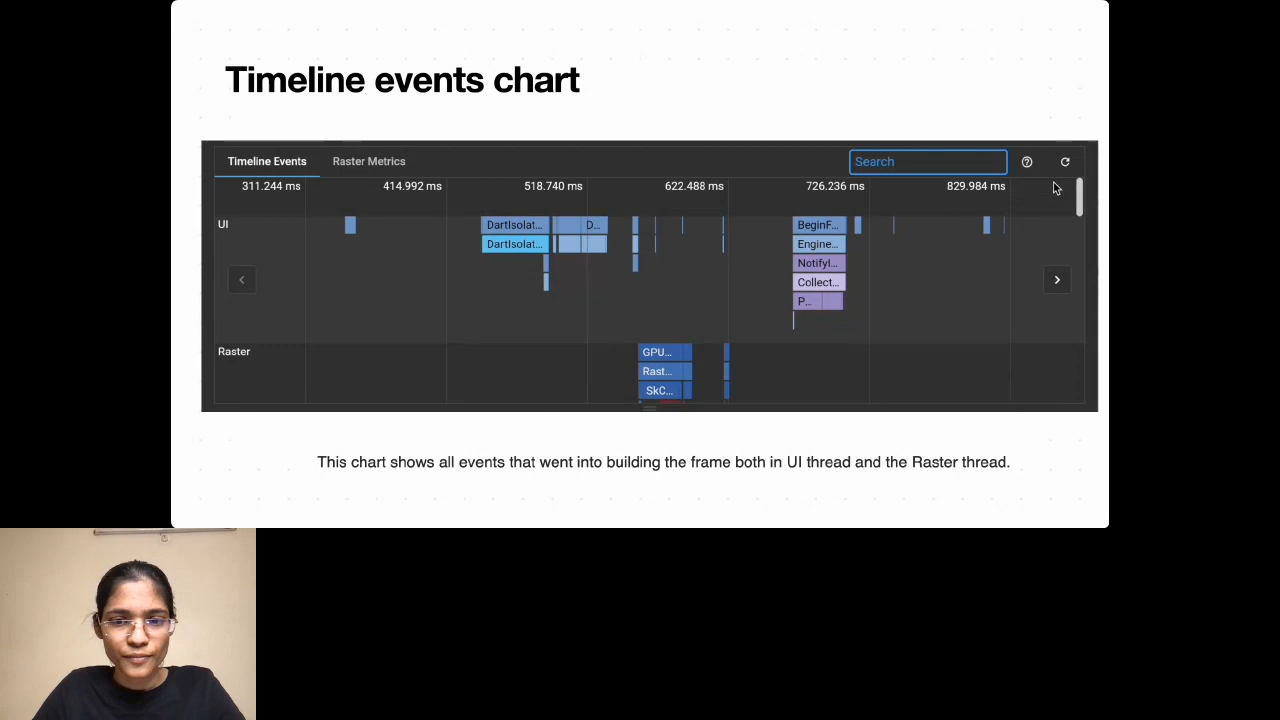 Timeline events chart
Timeline Events Raster Metrics Search
311.244 ms 414.992 ms 518.740 ms 622.488 ms 726.236 ms 829.984 ms
UI DartIsolat... D... BeginF...
DartIsolat... Engine...
NotifyI...
Collect...
P...
Raster GPU...
Rast...
SkC...
This chart shows all events that went into building the frame both in UI thread and the Raster thread.